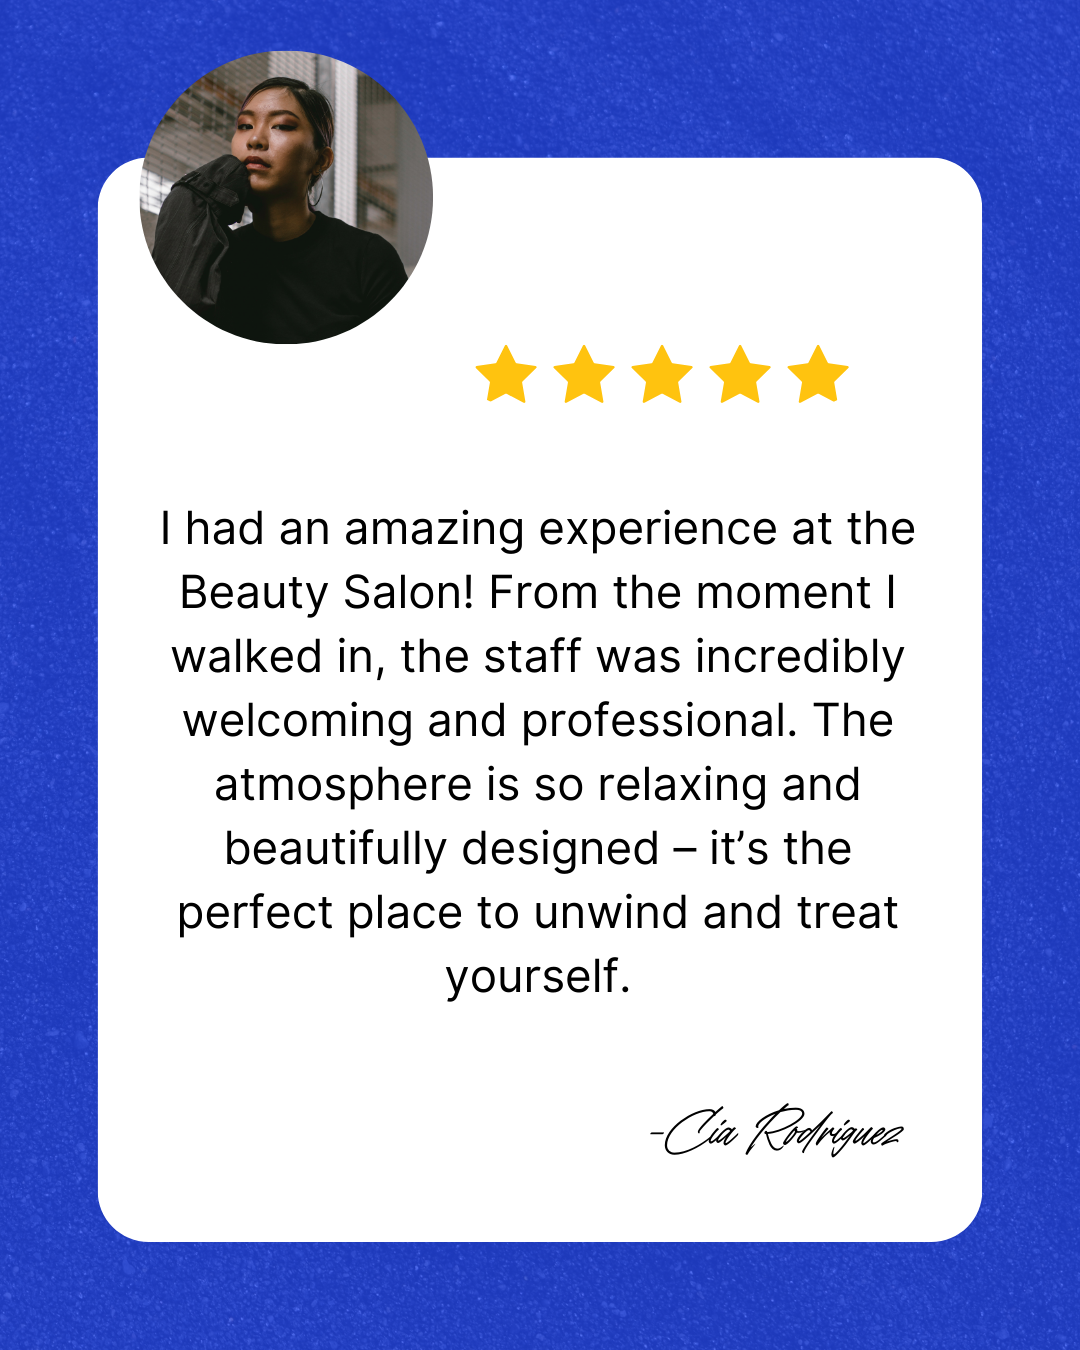 I had an amazing experience at the
Beauty Salon! From the moment I
walked in, the staff was incredibly
welcoming and professional. The
atmosphere is so relaxing and
beautifully designed – it’s the
perfect place to unwind and treat
yourself.
-Cia Rodriguez